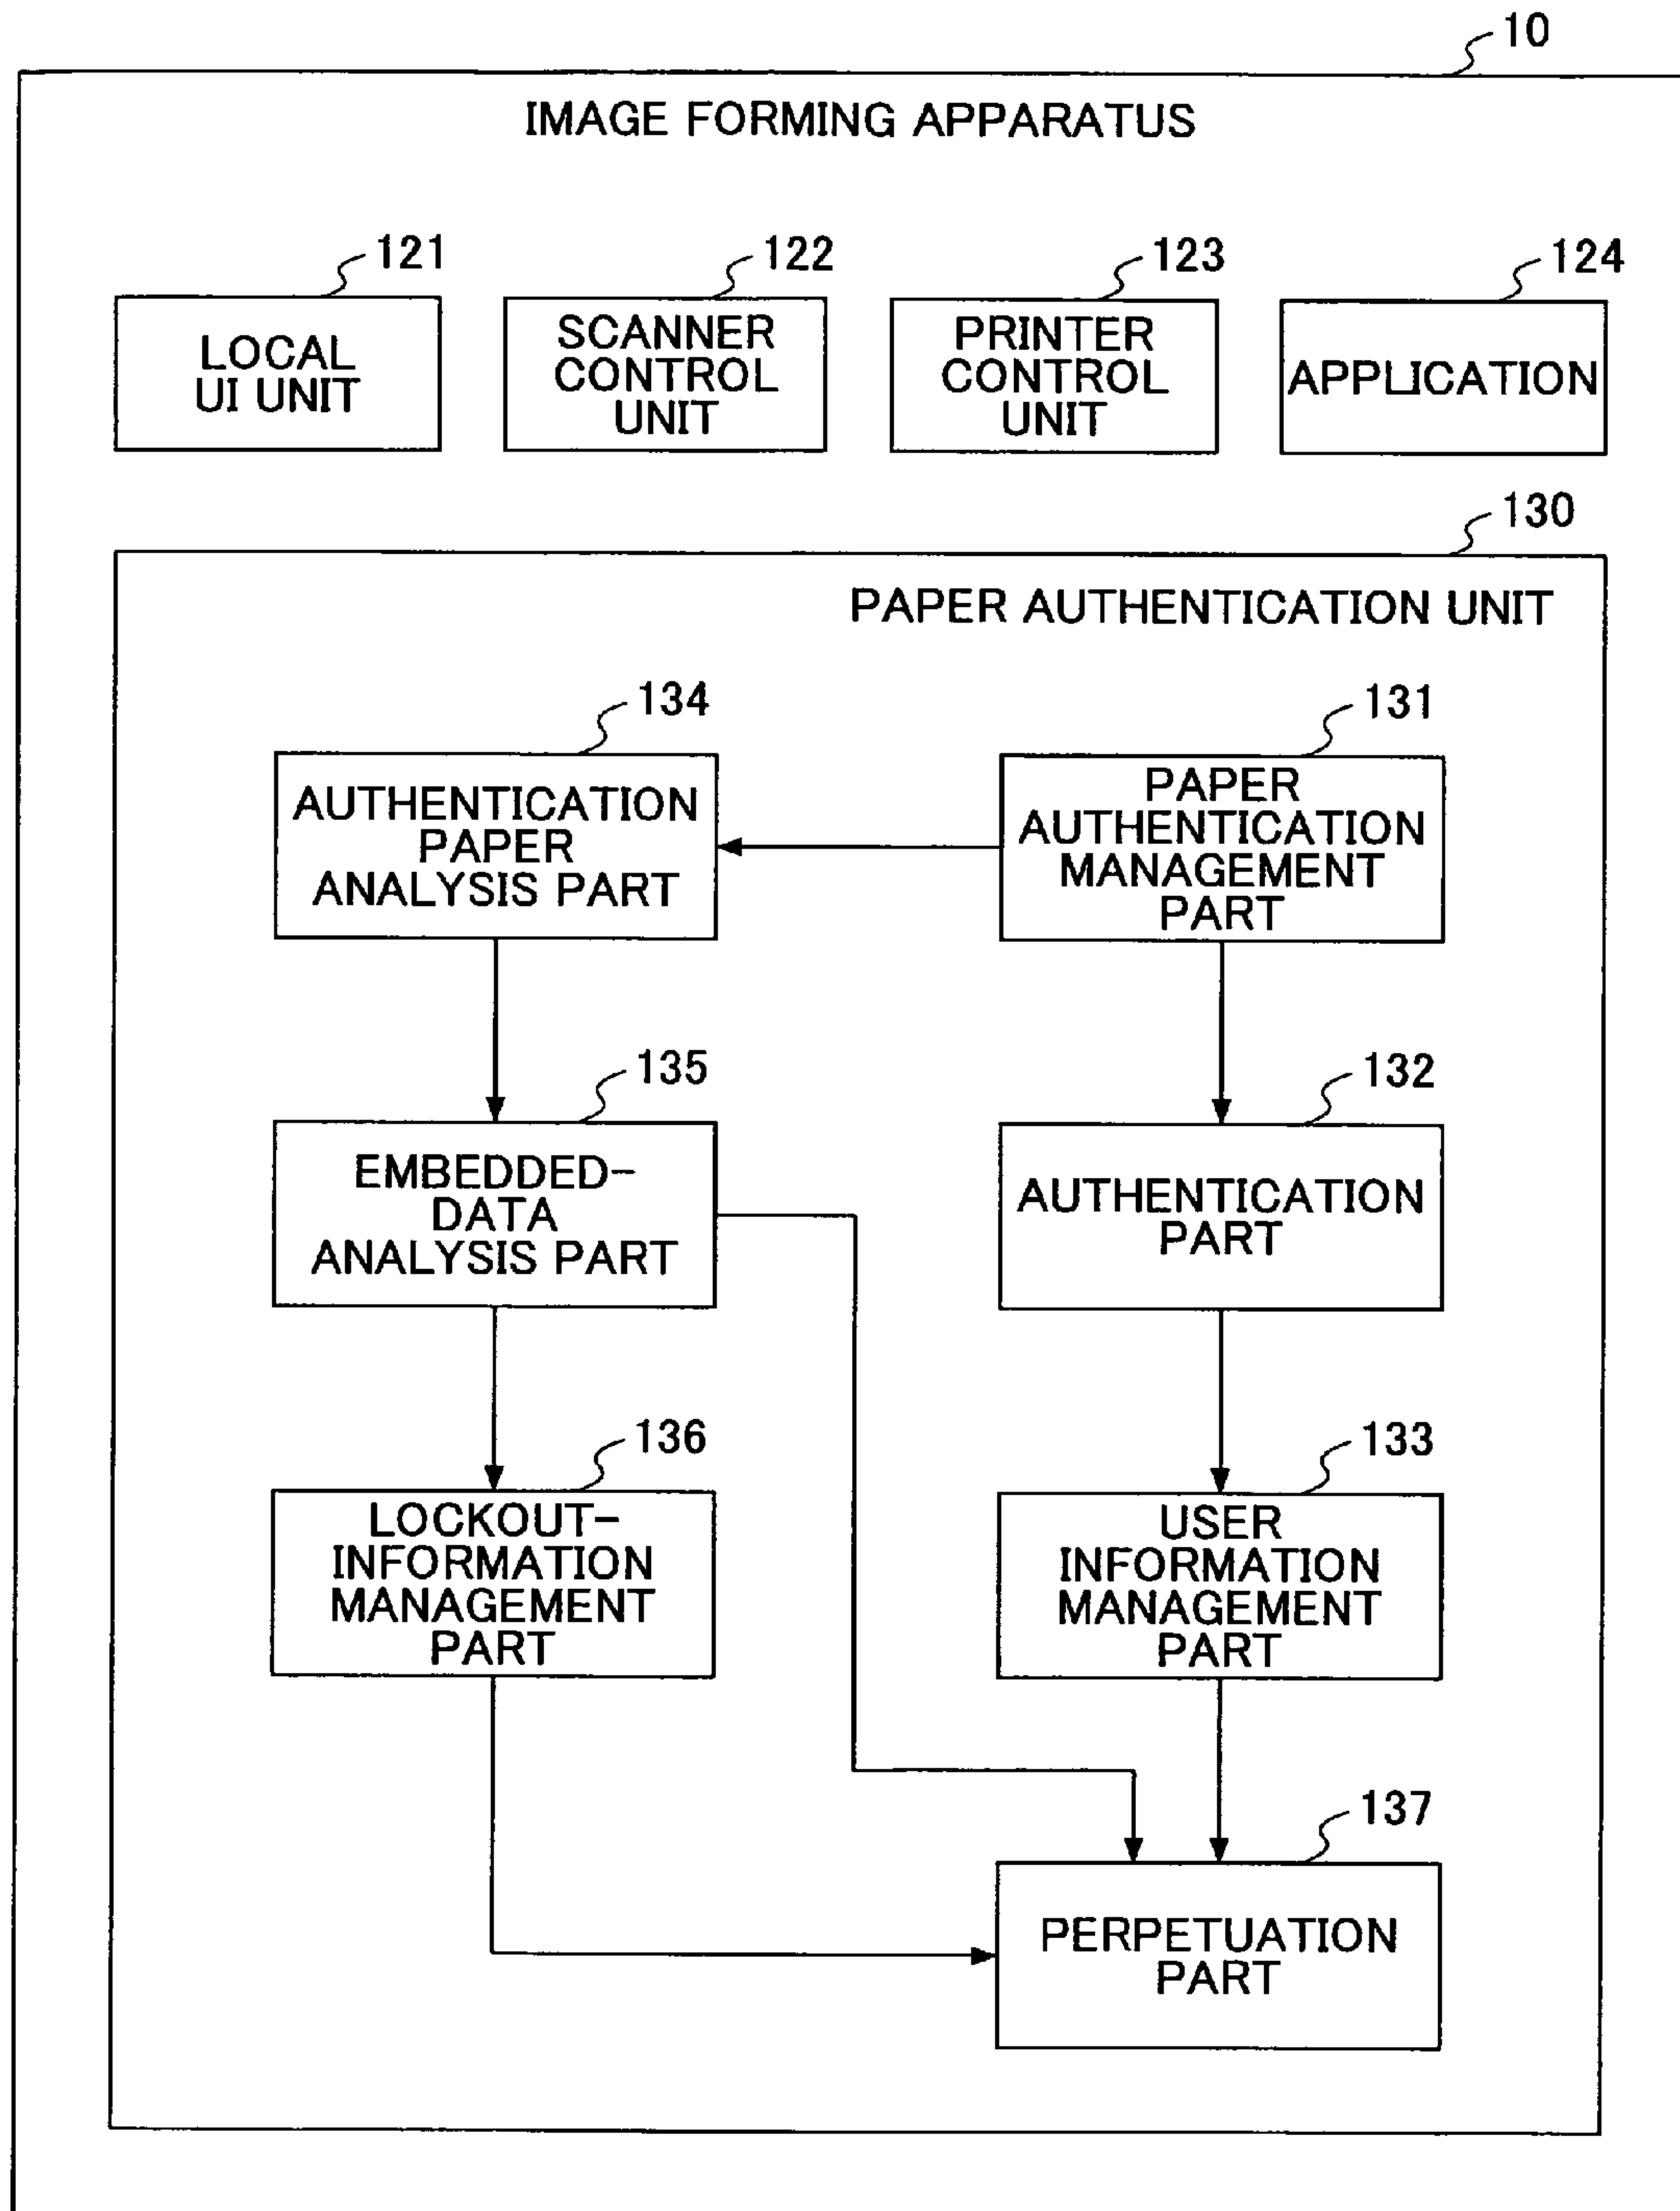 10
IMAGE FORMING APPARATUS
121
LOCAL
UI UNIT
122
SCANNER
CONTROL
UNIT
123
PRINTER
CONTROL
UNIT
124
APPLICATION
130
PAPER AUTHENTICATION UNIT
134
AUTHENTICATION
PAPER
ANALYSIS PART
131
PAPER
AUTHENTICATION
MANAGEMENT
PART
135
EMBEDDED-
DATA
ANALYSIS PART
132
AUTHENTICATION
PART
136
LOCKOUT-
INFORMATION
MANAGEMENT
PART
133
USER
INFORMATION
MANAGEMENT
PART
137
PERPETUATION
PART